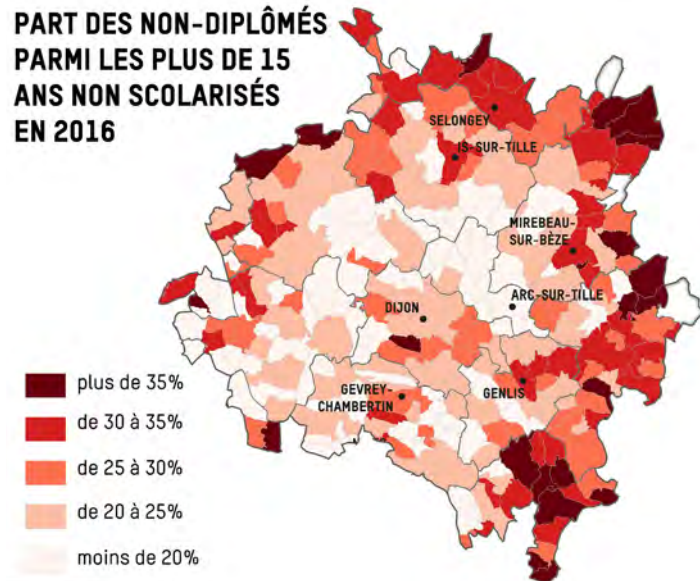 PART DES NON-DIPLÔMÉS
PARMI LES PLUS DE 15
ANS NON SCOLARISÉS
EN 2016
SELONGEY
IS-SUR-TILLE
MIREBEAU-
SUR-BÈZE
ARC-SUR-TILLE
DIJON
GEVREY-
CHAMBERTIN
GENLIS
plus de 35%
de 30 à 35%
de 25 à 30%
de 20 à 25%
moins de 20%